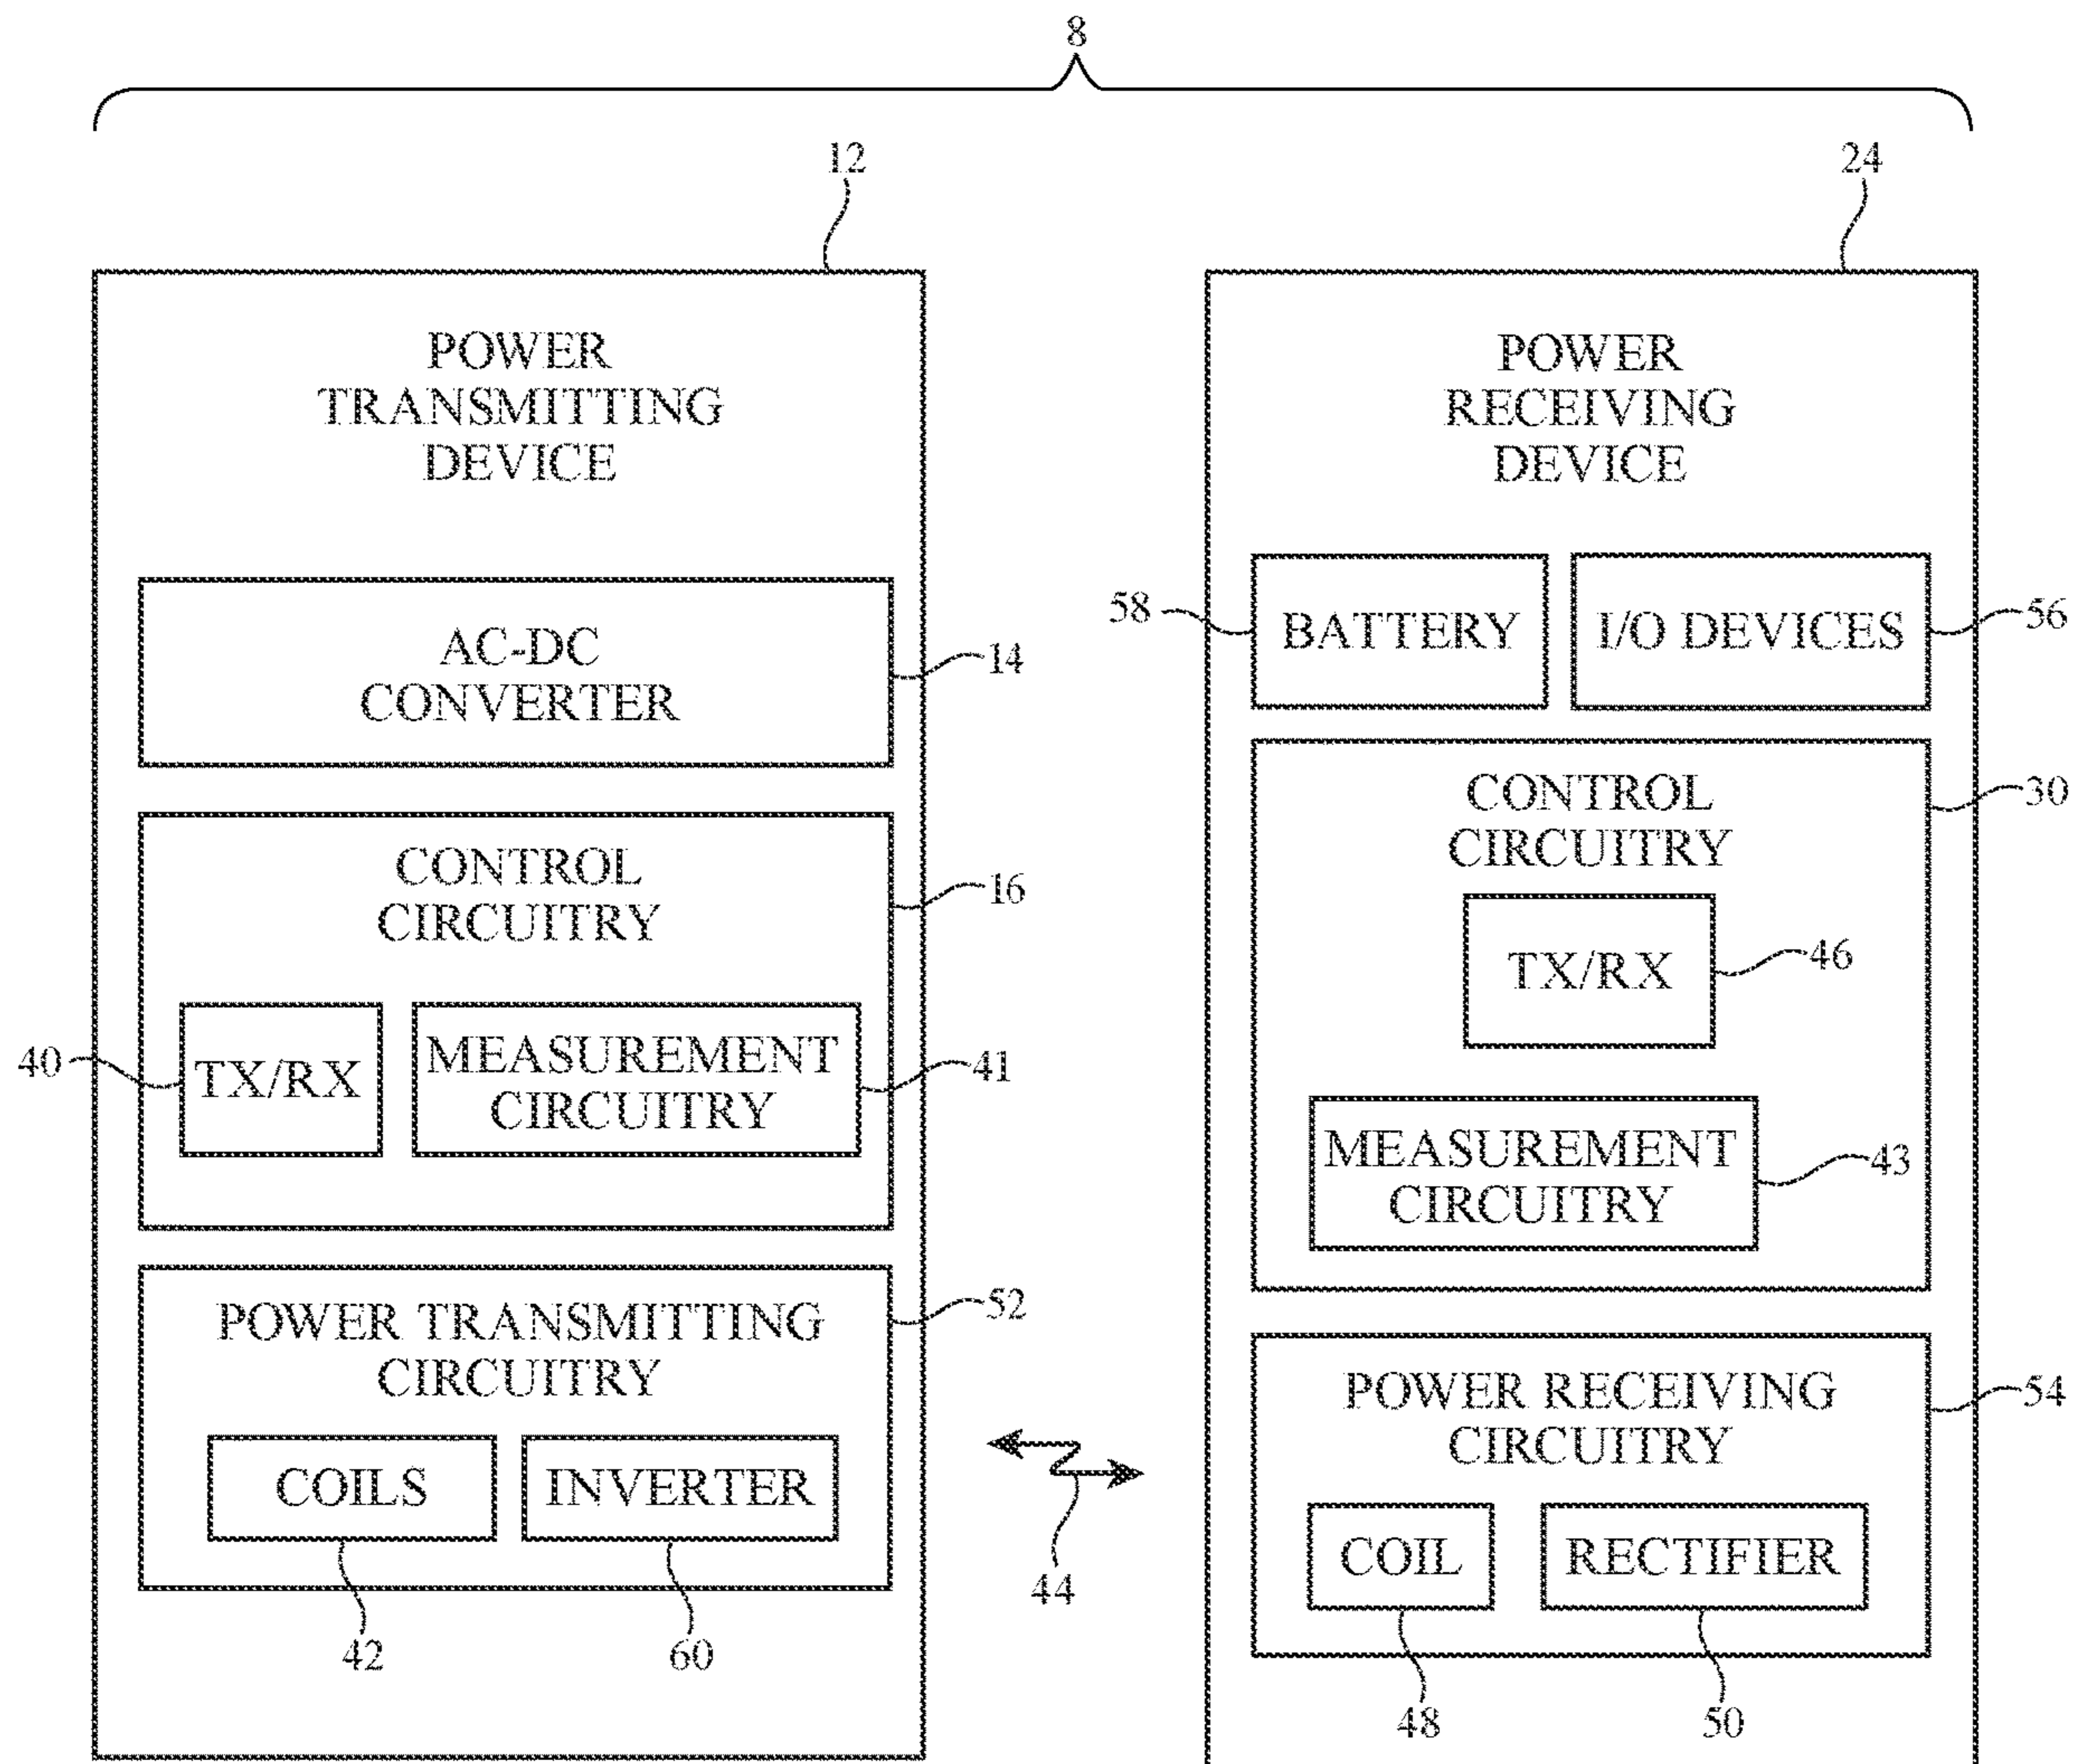 8
12
24
POWER
TRANSMITTING
DEVICE
AC-DC
CONVERTER
14
CONTROL
CIRCUITRY
16
40
TX/RX
MEASUREMENT
CIRCUITRY
41
POWER TRANSMITTING
CIRCUITRY
52
COILS
INVERTER
42
60
44
POWER
RECEIVING
DEVICE
58
BATTERY
I/O DEVICES
56
CONTROL
CIRCUITRY
30
TX/RX
46
MEASUREMENT
CIRCUITRY
43
POWER RECEIVING
CIRCUITRY
54
COIL
RECTIFIER
48
50